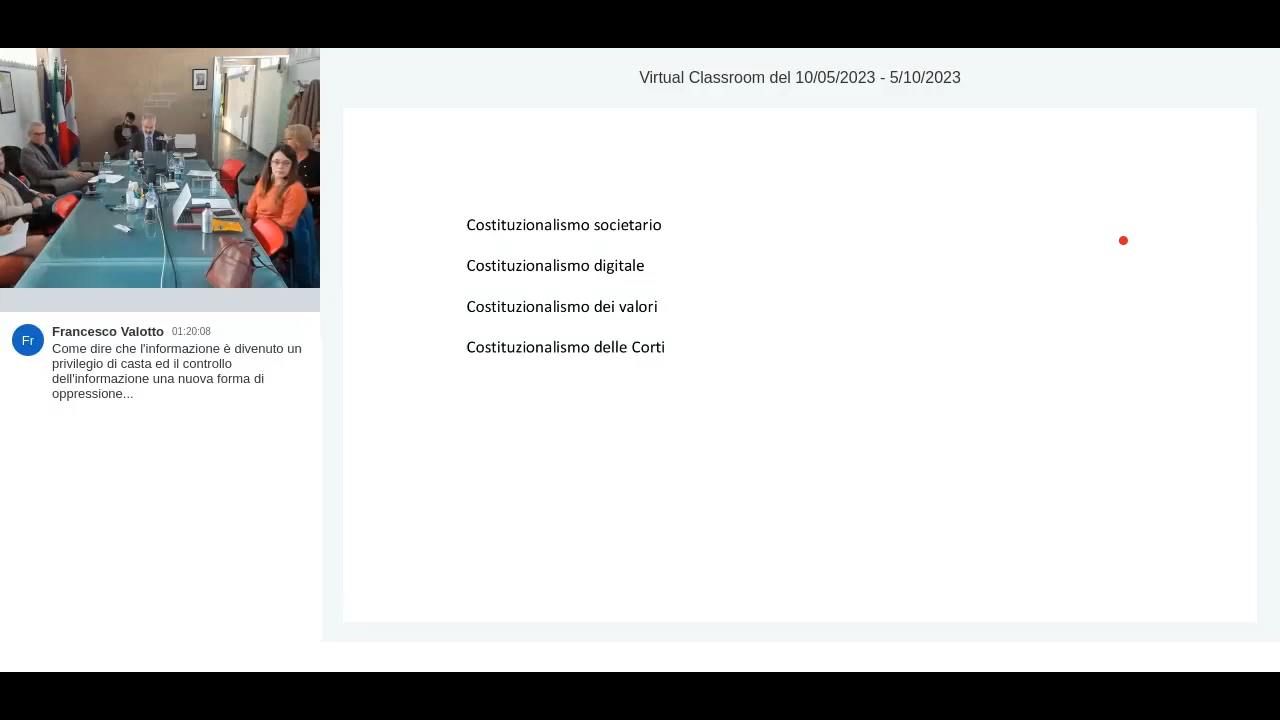 Virtual Classroom del 10/05/2023 - 5/10/2023
Costituzionalismo societario
Costituzionalismo digitale
Costituzionalismo dei valori
Costituzionalismo delle Corti
Fr
Francesco Valotto 01:20:08
Come dire che l'informazione è divenuto un
privilegio di casta ed il controllo
dell'informazione una nuova forma di
oppressione...